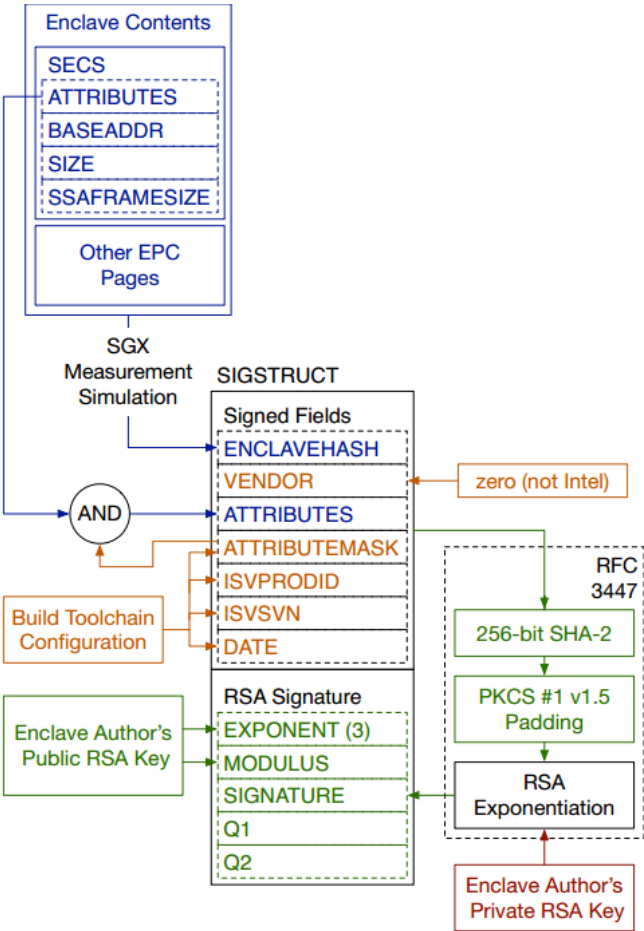 Enclave Contents
SECS
ATTRIBUTES
BASEADDR
SIZE
SSAFRAMESIZE
Other EPC
Pages
SGX
Measurement
Simulation
SIGSTRUCT
Signed Fields
ENCLAVEHASH
VENDOR
zero (not Intel)
AND
ATTRIBUTES
ATTRIBUTEMASK
ISVPRODID
ISVSVN
DATE
Build Toolchain
Configuration
RFC
3447
256-bit SHA-2
PKCS #1 v1.5
Padding
RSA
Exponentiation
RSA Signature
EXPONENT (3)
MODULUS
SIGNATURE
Q1
Q2
Enclave Author's
Public RSA Key
Enclave Author's
Private RSA Key